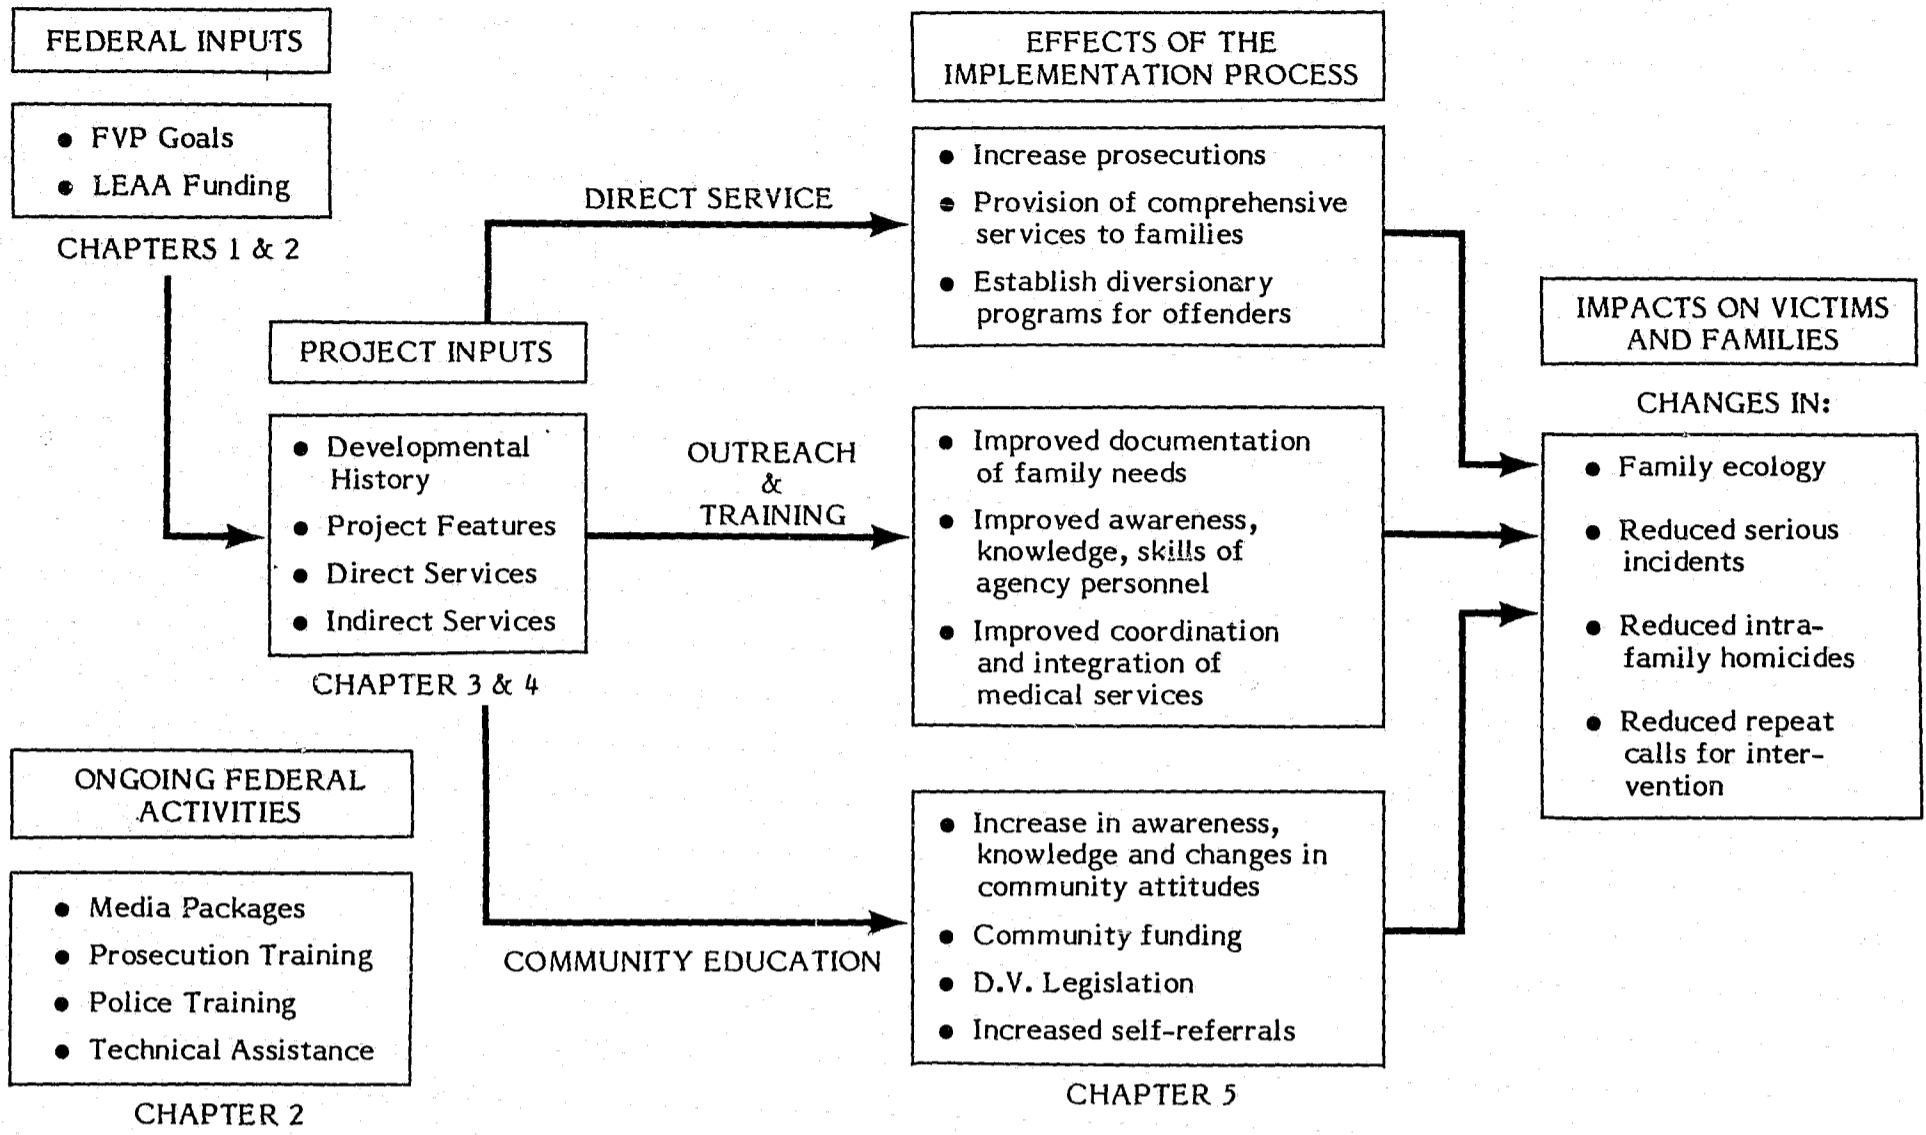 FEDERAL INPUTS
● FVP Goals
● LEAA Funding
CHAPTERS 1 & 2
PROJECT INPUTS
● Developmental
History
● Project Features
● Direct Services
● Indirect Services
CHAPTER 3 & 4
ONGOING FEDERAL
ACTIVITIES
● Media Packages
● Prosecution Training
● Police Training
● Technical Assistance
CHAPTER 2
DIRECT SERVICE
OUTREACH
&
TRAINING
COMMUNITY EDUCATION
EFFECTS OF THE
IMPLEMENTATION PROCESS
● Increase prosecutions
● Provision of comprehensive
services to families
● Establish diversionary
programs for offenders
● Improved documentation
of family needs
● Improved awareness,
knowledge, skills of
agency personnel
● Improved coordination
and integration of
medical services
● Increase in awareness,
knowledge and changes in
community attitudes
● Community funding
● D.V. Legislation
● Increased self-referrals
CHAPTER 5
IMPACTS ON VICTIMS
AND FAMILIES
CHANGES IN:
● Family ecology
● Reduced serious
incidents
● Reduced intra-
family homicides
● Reduced repeat
calls for inter-
vention